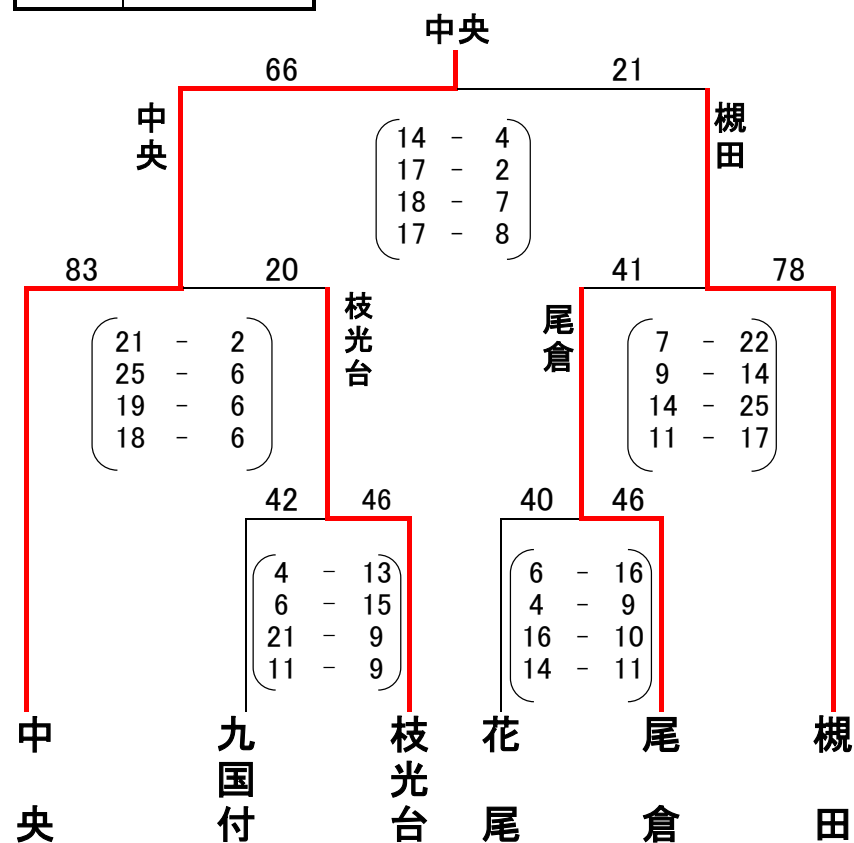 中央
66 21
中央
槻田
14 - 4
17 - 2
18 - 7
17 - 8
83 20 41 78
枝光台
尾倉
21 - 2
25 - 6
19 - 6
18 - 6
7 - 22
9 - 14
14 - 25
11 - 17
42 46 40 46
4 - 13
6 - 15
21 - 9
11 - 9
6 - 16
4 - 9
16 - 10
14 - 11
中央
九国付
枝光台
花尾
尾倉
槻田